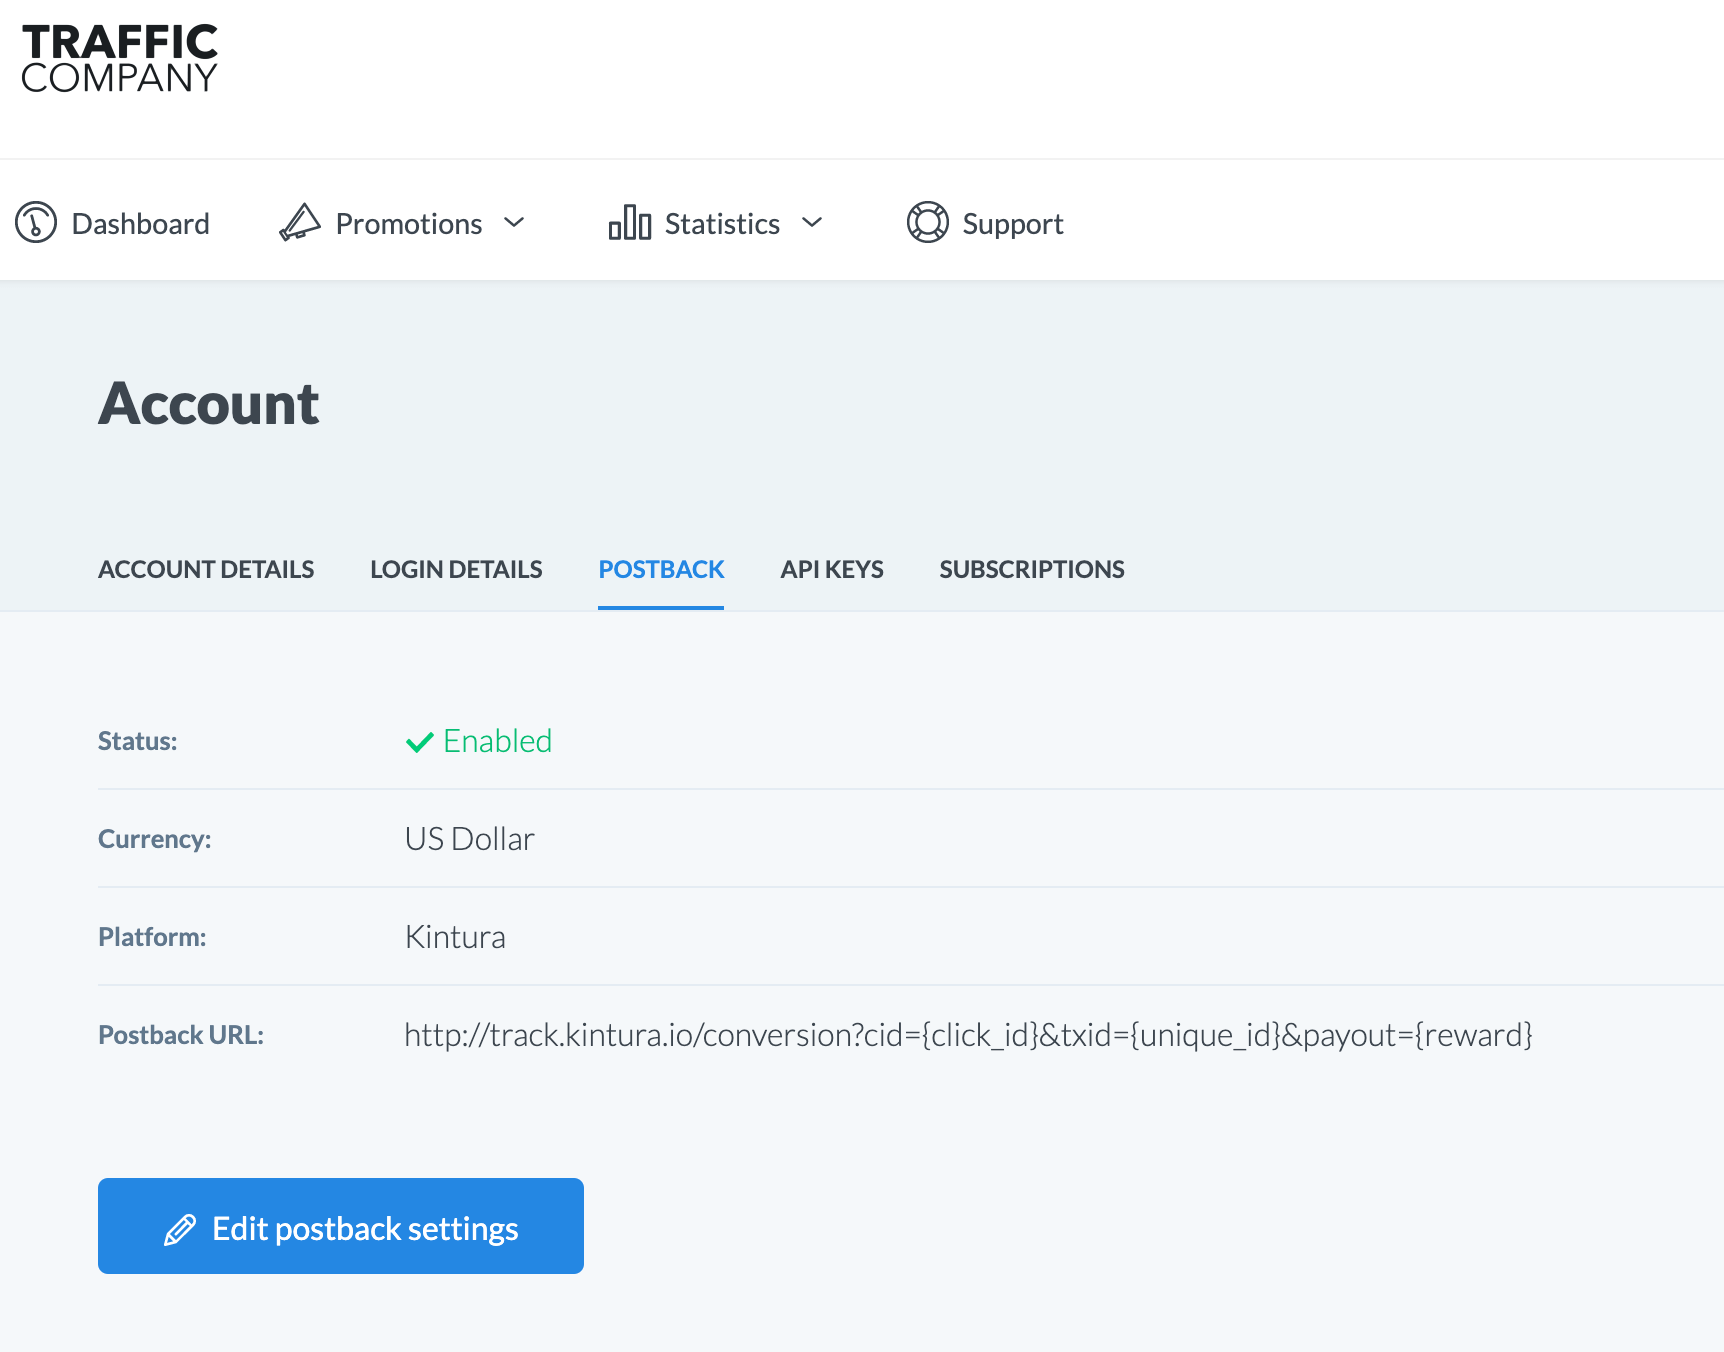 TRAFFIC
COMPANY
Dashboard Promotions Statistics Support
Account
ACCOUNT DETAILS LOGIN DETAILS POSTBACK API KEYS SUBSCRIPTIONS
Status: Enabled
Currency: US Dollar
Platform: Kintura
Postback URL: http://track.kintura.io/conversion?cid={click_id}&txid={unique_id}&payout={reward}
Edit postback settings